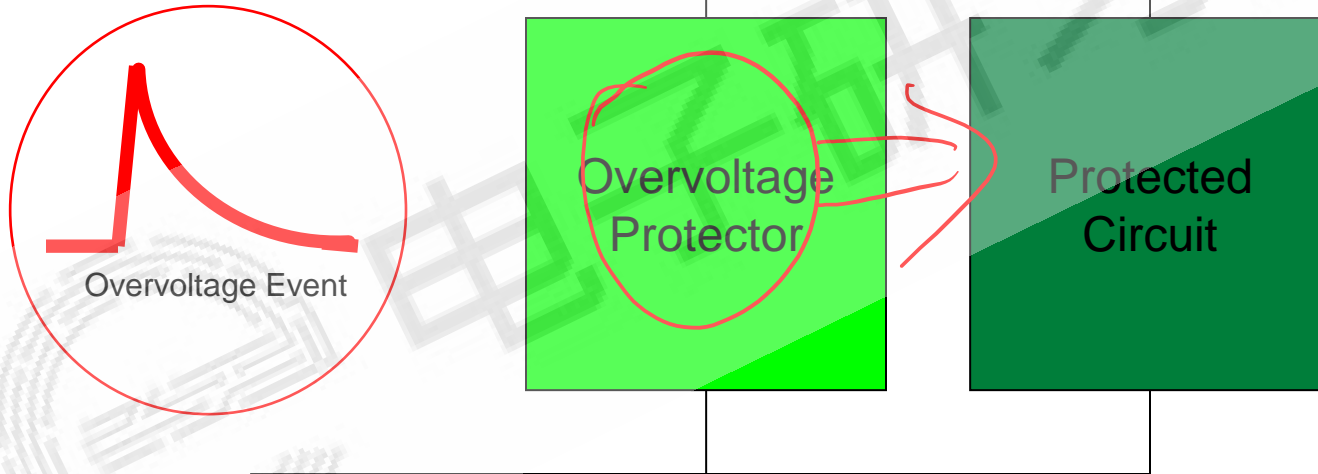 Overvoltage Event
Overvoltage
Protector
Protected
Circuit